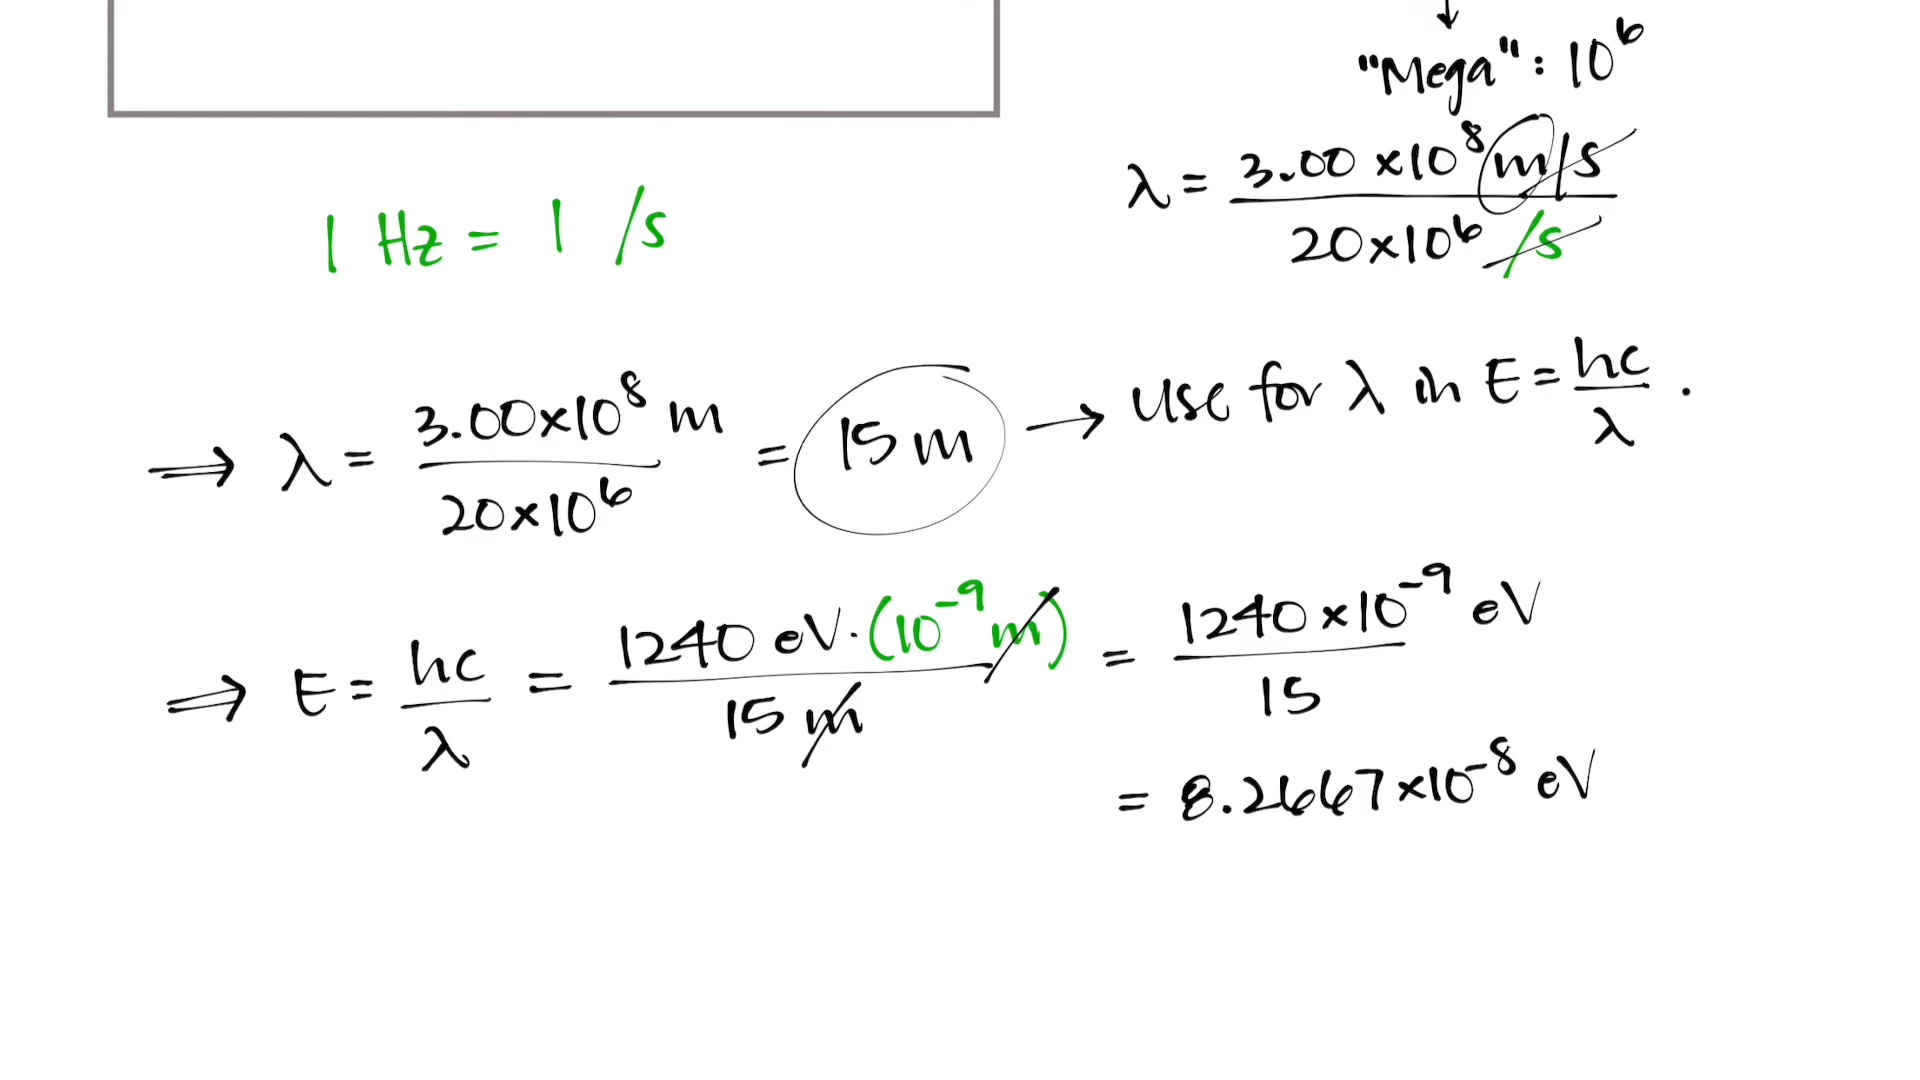 "Mega" : 10⁶
λ = 3.00 ×10⁸ m/s / 20×10⁶ /s
1 Hz = 1 /s
⟹ λ = 3.00×10⁸ m / 20×10⁶ = 15 m → use for λ in E = hc/λ .
⟹ E = hc/λ = 1240 eV·(10⁻⁹ m) / 15 m = 1240 ×10⁻⁹ eV / 15
= 8.2667 ×10⁻⁸ eV